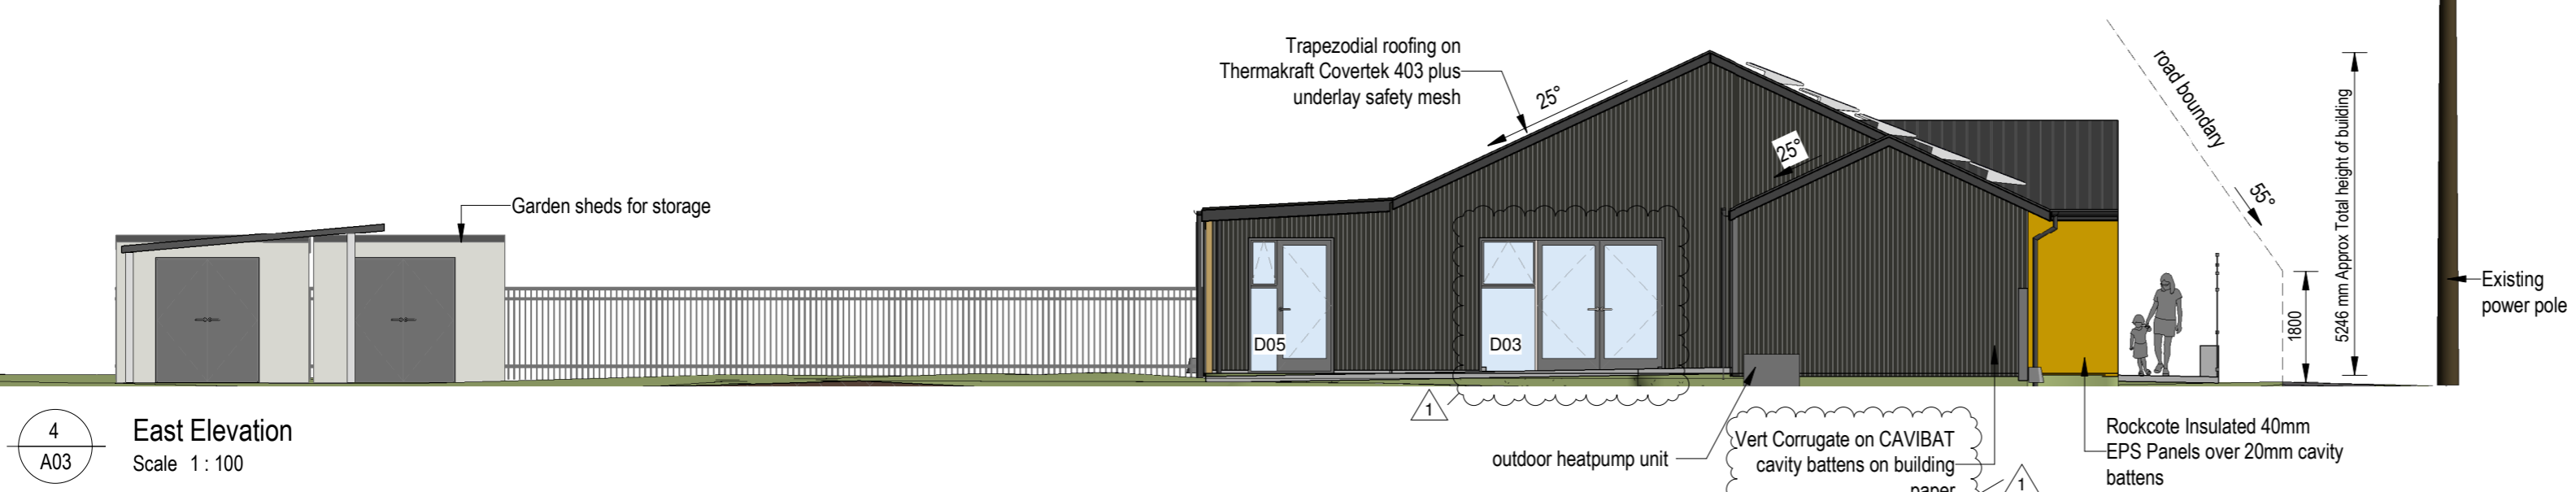 Trapezodial roofing on
Thermakraft Covertek 403 plus
underlay safety mesh
25°
25°
road boundary
55°
5246 mm Approx Total height of building
1800
Existing
power pole
Garden sheds for storage
D05
D03
1
4
A03
East Elevation
Scale 1 : 100
outdoor heatpump unit
Vert Corrugate on CAVIBAT
cavity battens on building
paper
1
Rockcote Insulated 40mm
EPS Panels over 20mm cavity
battens